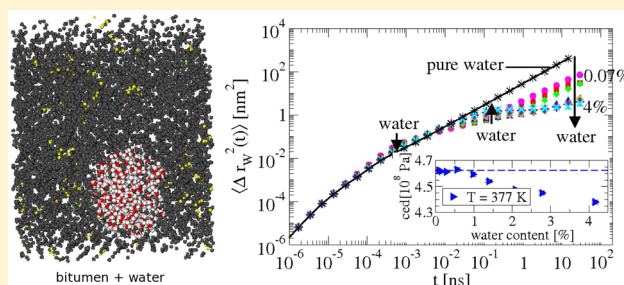 bitumen + water
⟨Δ r_W^2(t)⟩ [nm^2]
10^4
10^2
10^0
10^-2
10^-4
10^-6
pure water
0.07%
4%
water
water
water
ced[10^8 Pa]
4.7
4.6
4.5
4.4
4.3
T = 377 K
0 1 2 3 4
water content [%]
10^-6 10^-5 10^-4 10^-3 10^-2 10^-1 10^0 10^1 10^2
t [ns]